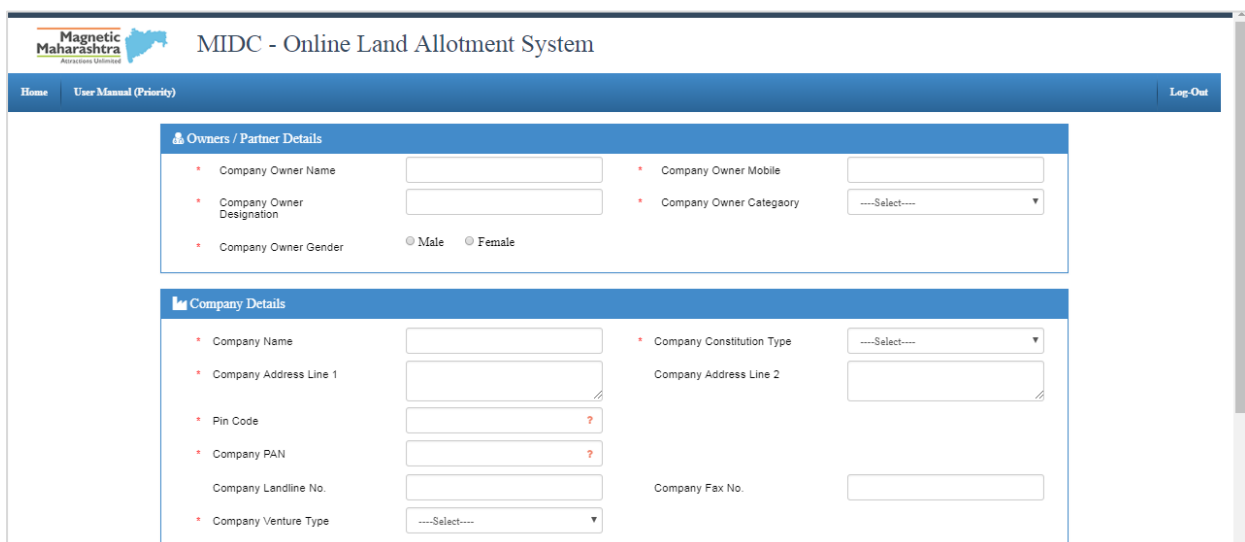 Magnetic
Maharashtra
Attractions Unlimited
MIDC - Online Land Allotment System
Home User Manual (Priority) Log-Out
Owners / Partner Details
* Company Owner Name * Company Owner Mobile
* Company Owner Designation * Company Owner Categaory ----Select----
* Company Owner Gender Male Female
Company Details
* Company Name * Company Constitution Type ----Select----
* Company Address Line 1 Company Address Line 2
* Pin Code ?
* Company PAN ?
Company Landline No. Company Fax No.
* Company Venture Type ----Select----